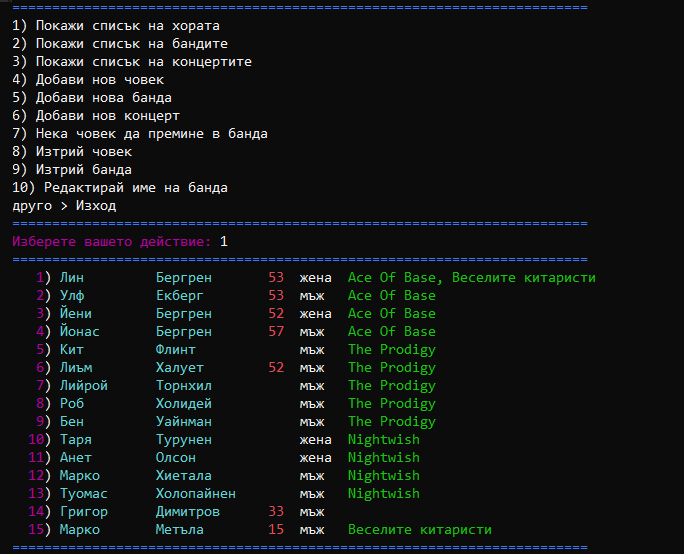 ========================================================================
1) Покажи списък на хората
2) Покажи списък на бандите
3) Покажи списък на концертите
4) Добави нов човек
5) Добави нова банда
6) Добави нов концерт
7) Нека човек да премине в банда
8) Изтрий човек
9) Изтрий банда
10) Редактирай име на банда
друго > Изход
========================================================================
Изберете вашето действие: 1
========================================================================
1) Лин Бергрен 53 жена Ace Of Base, Веселите китаристи
2) Улф Екберг 53 мъж Ace Of Base
3) Йени Бергрен 52 жена Ace Of Base
4) Йонас Бергрен 57 мъж Ace Of Base
5) Кит Флинт мъж The Prodigy
6) Лиъм Халует 52 мъж The Prodigy
7) Лийрой Торнхил мъж The Prodigy
8) Роб Холидей мъж The Prodigy
9) Бен Уайнман мъж The Prodigy
10) Таря Турунен жена Nightwish
11) Анет Олсон жена Nightwish
12) Марко Хиетала мъж Nightwish
13) Туомас Холопайнен мъж Nightwish
14) Григор Димитров 33 мъж
15) Марко Метъла 15 мъж Веселите китаристи
========================================================================